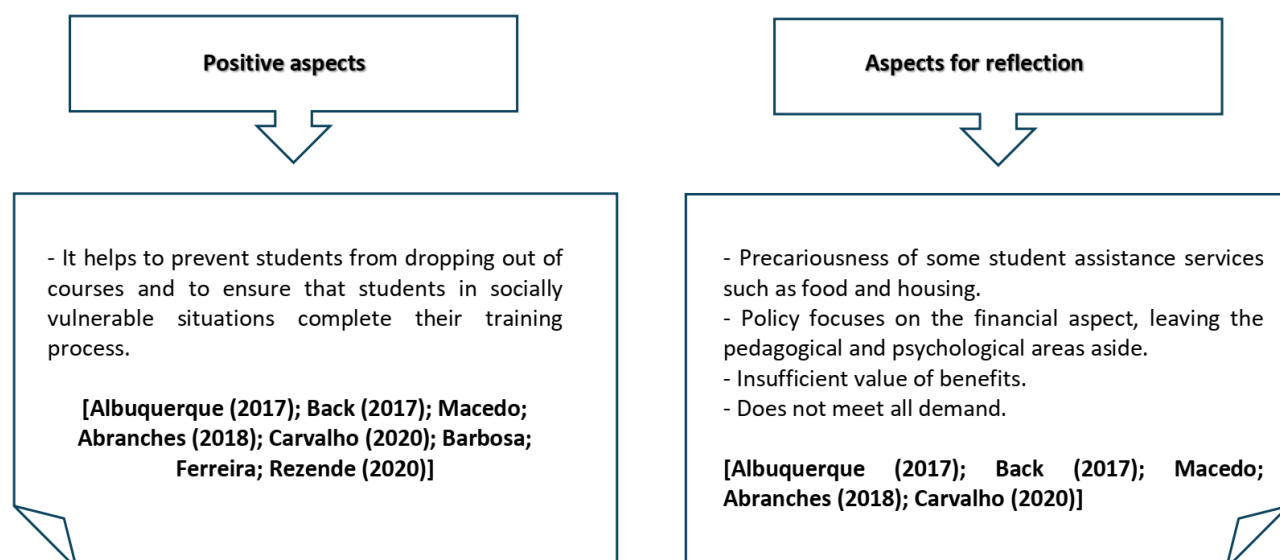 Positive aspects
- It helps to prevent students from dropping out of
courses and to ensure that students in socially
vulnerable situations complete their training
process.
[Albuquerque (2017); Back (2017); Macedo;
Abranches (2018); Carvalho (2020); Barbosa;
Ferreira; Rezende (2020)]
Aspects for reflection
- Precariousness of some student assistance services
such as food and housing.
- Policy focuses on the financial aspect, leaving the
pedagogical and psychological areas aside.
- Insufficient value of benefits.
- Does not meet all demand.
[Albuquerque (2017); Back (2017); Macedo;
Abranches (2018); Carvalho (2020)]